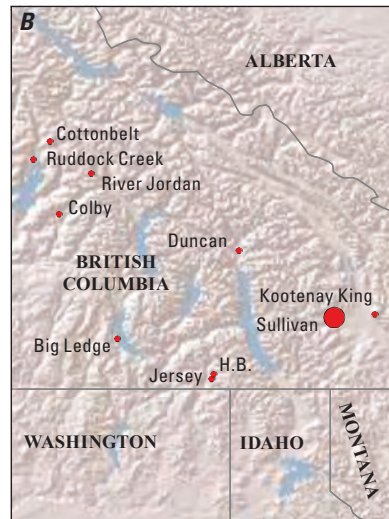 B
ALBERTA
Cottonbelt
Ruddock Creek
River Jordan
Colby
Duncan
BRITISH
COLUMBIA
Kootenay King
Sullivan
Big Ledge
H.B.
Jersey
WASHINGTON
IDAHO
MONTANA